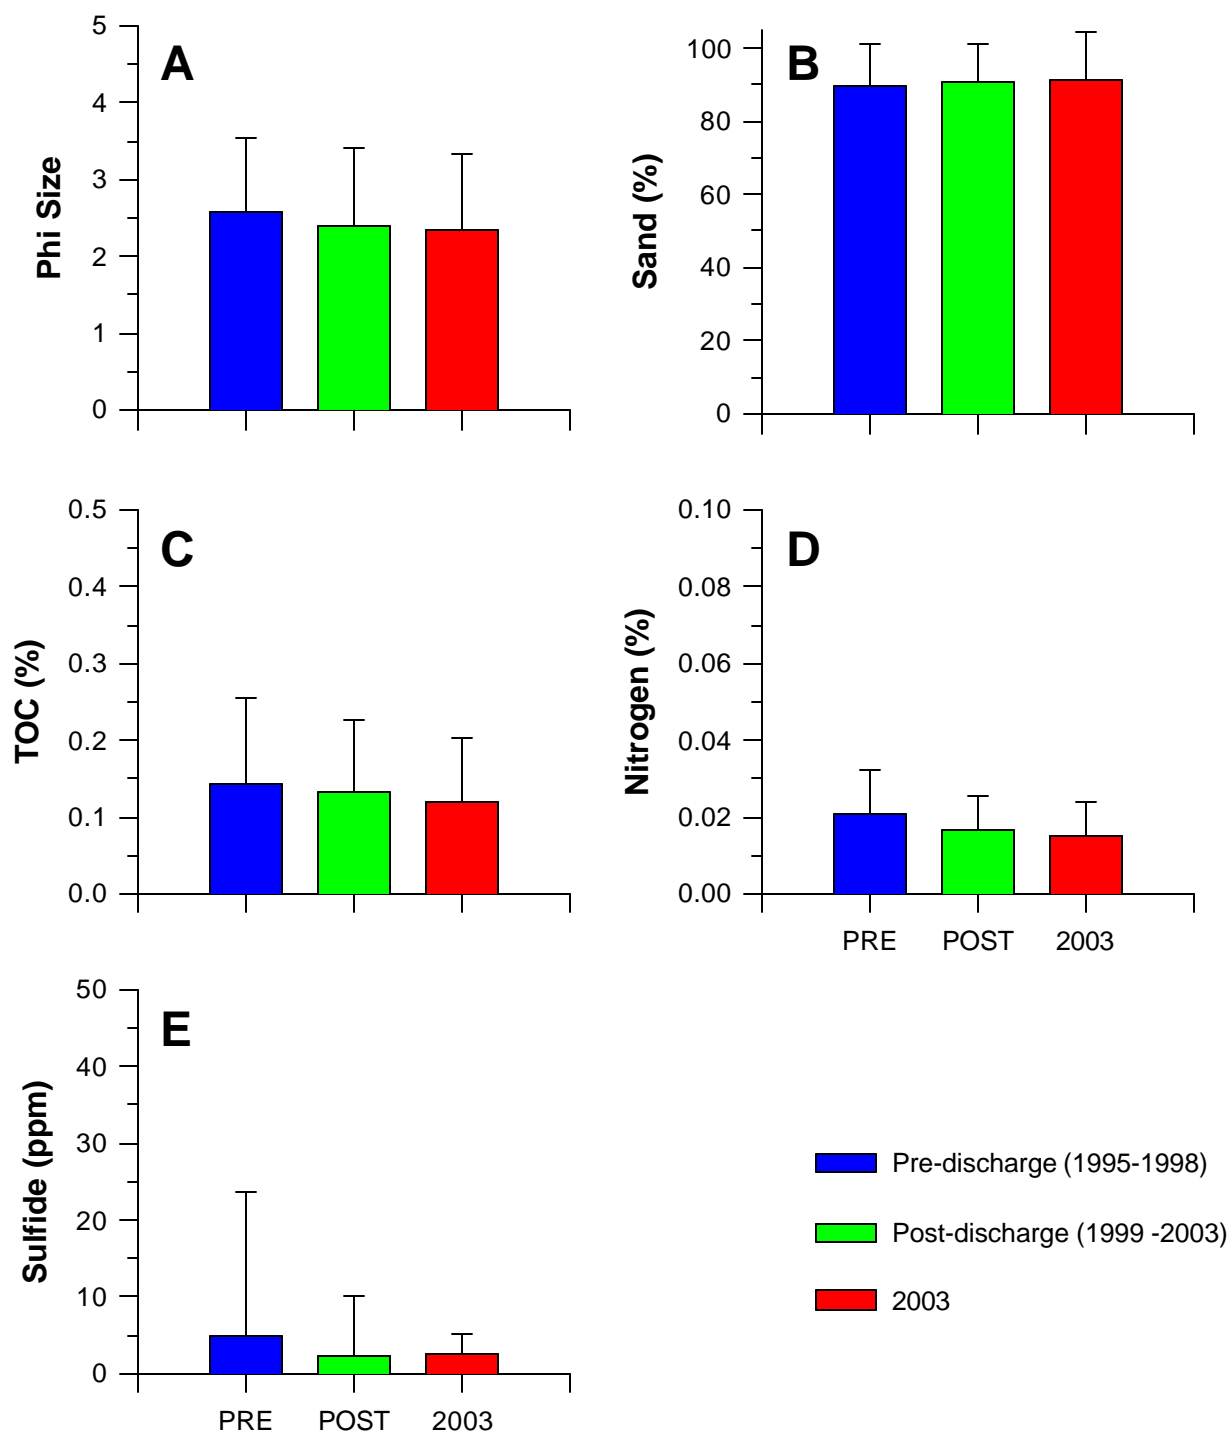 A
Phi Size
5
4
3
2
1
0
B
Sand (%)
100
80
60
40
20
0
C
TOC (%)
0.5
0.4
0.3
0.2
0.1
0.0
D
Nitrogen (%)
0.10
0.08
0.06
0.04
0.02
0.00
PRE POST 2003
E
Sulfide (ppm)
50
40
30
20
10
0
PRE POST 2003
Pre-discharge (1995-1998)
Post-discharge (1999 -2003)
2003